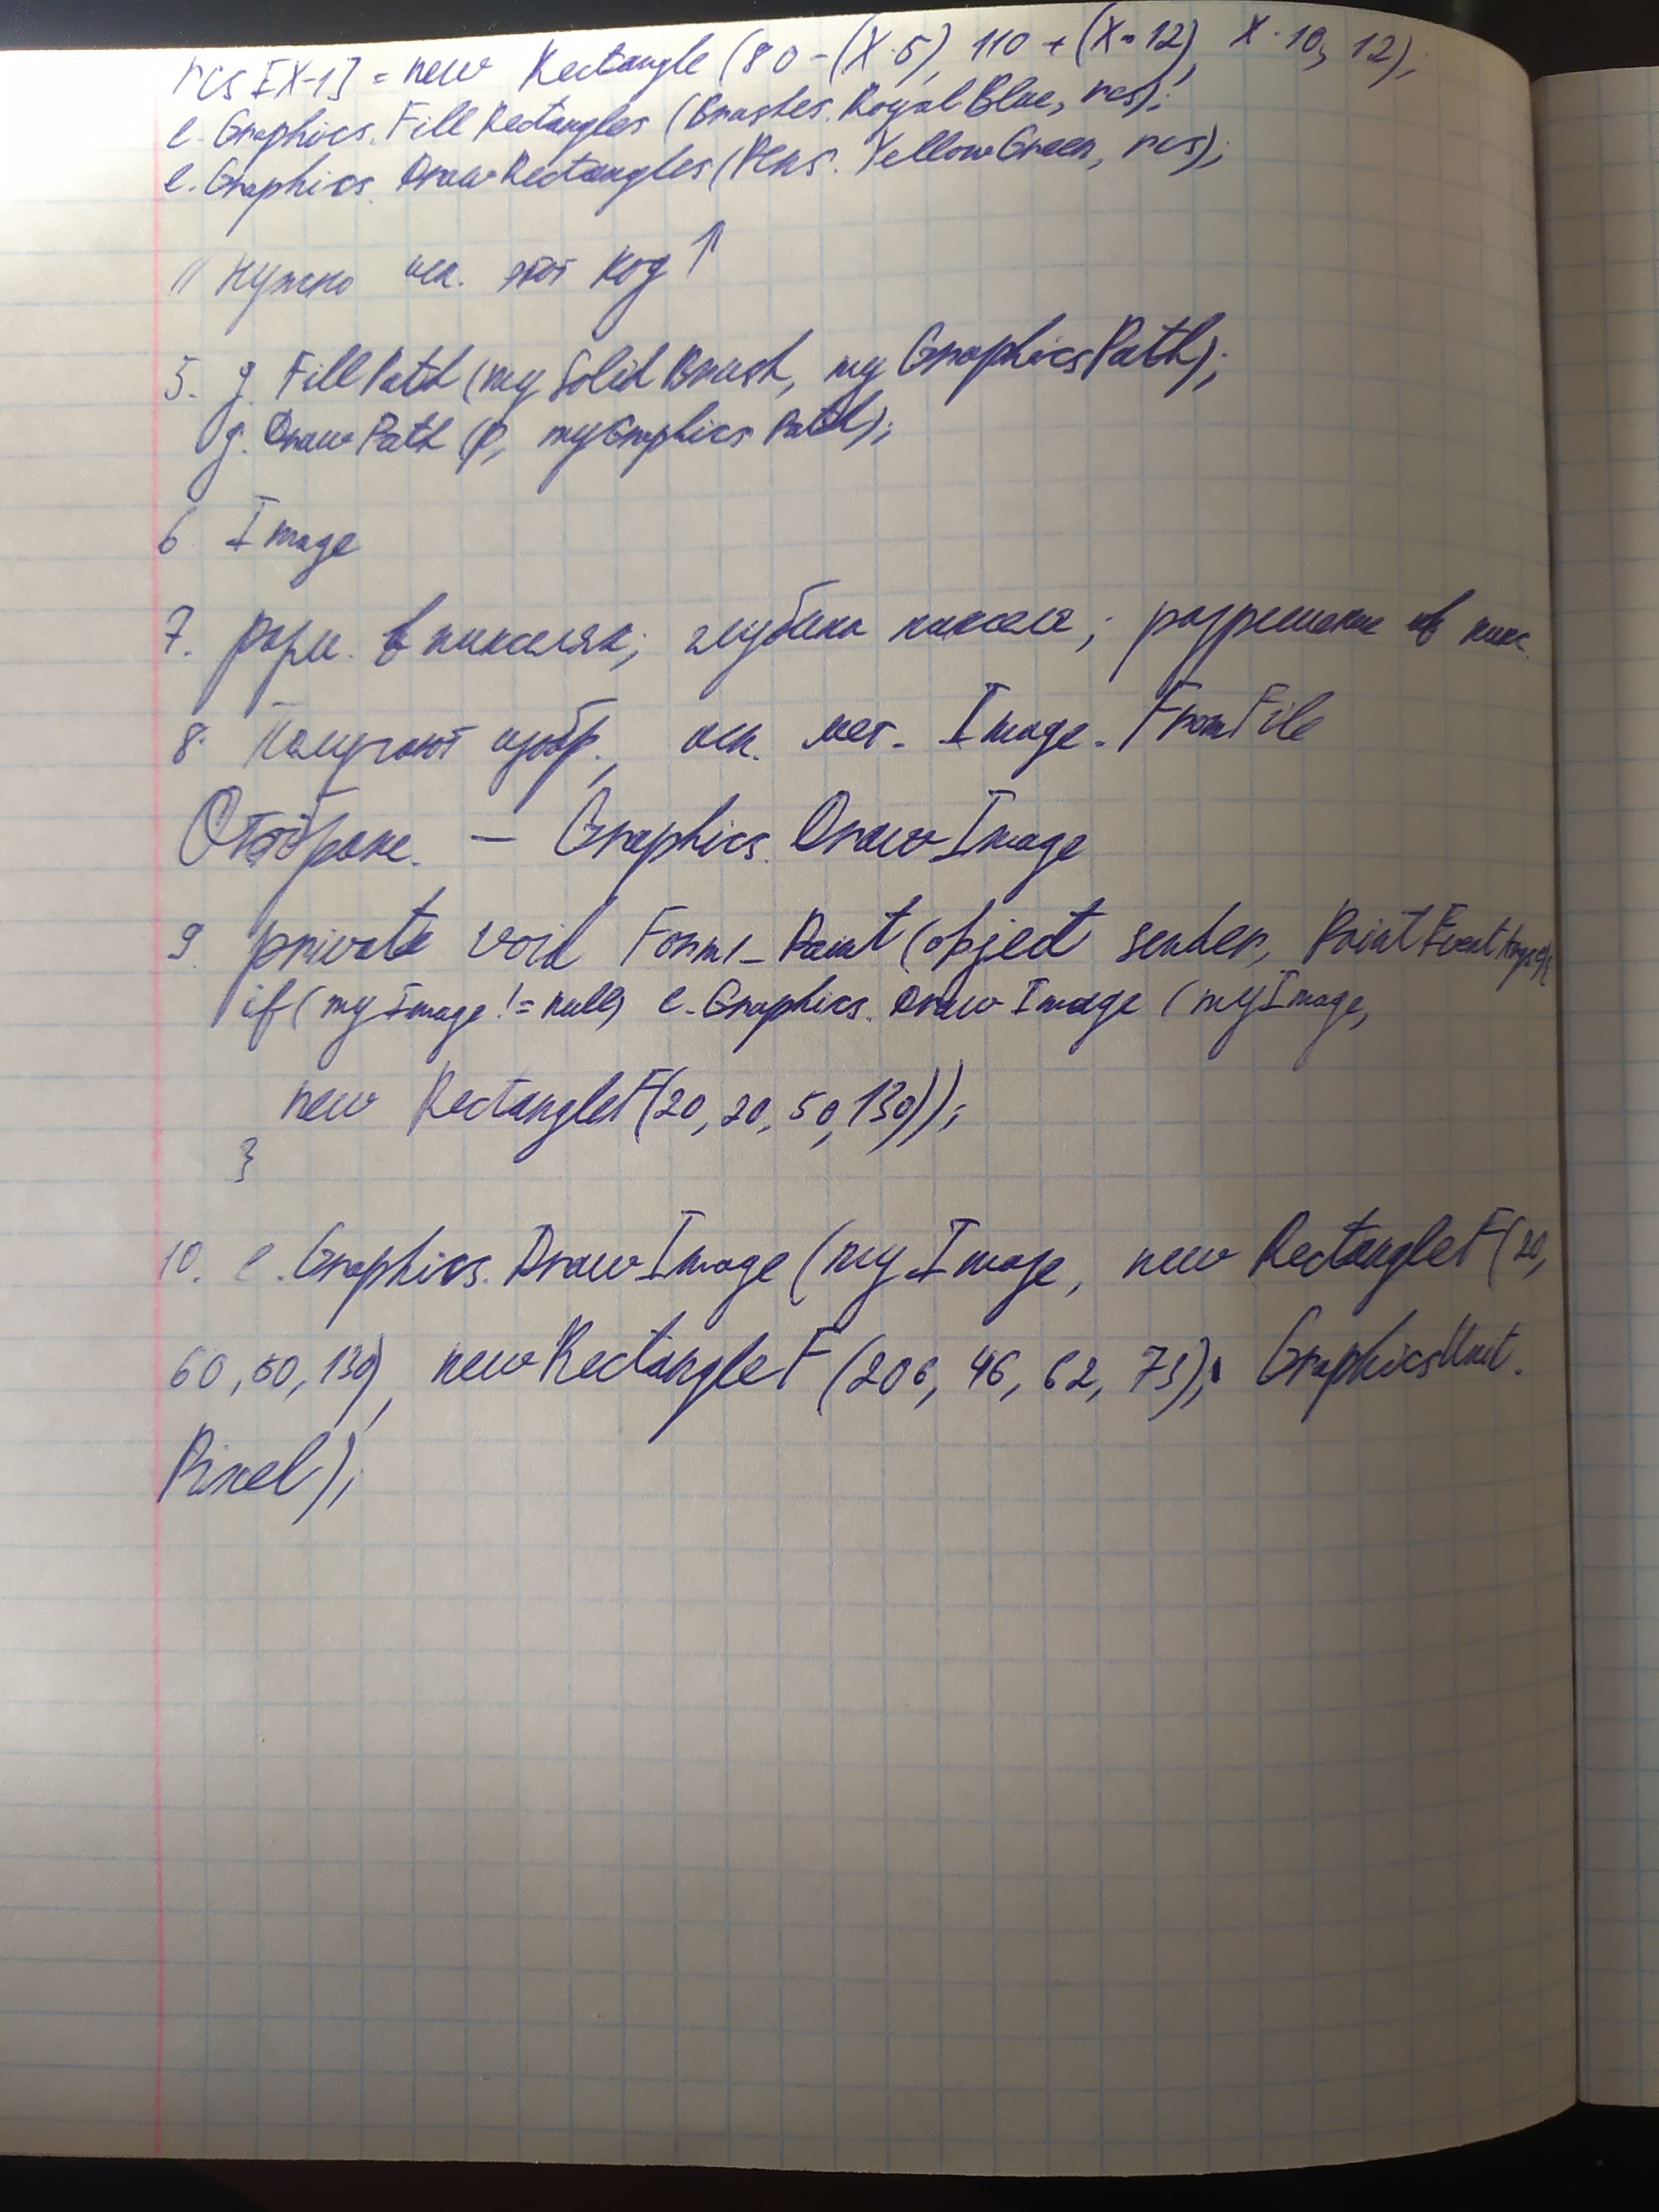 rcs[X-1] = new Rectangle (80 - (X·5), 110 + (X·12), X·10, 12);
e.Graphics.FillRectangles (Brushes.RoyalBlue, rcs);
e.Graphics.DrawRectangles (Pens.YellowGreen, rcs);
// Нужно исп. этот код ↑
5. g.FillPath (mySolidBrush, myGraphicsPath);
g.DrawPath (p, myGraphicsPath);
6 Image
7. разм. в пикселях; глубина пикселя; разрешение в пикс.
8. Получают изобр., исп. мет. Image.FromFile
Отображ. — Graphics.DrawImage
9. private void Form1_Paint (object sender, PaintEventArgs e){
if (myImage != null) e.Graphics.DrawImage (myImage,
new RectangleF(20, 20, 50, 130));
}
10. e.Graphics.DrawImage (myImage, new RectangleF (20,
60, 50, 130), new RectangleF (206, 46, 62, 73), GraphicsUnit.
Pixel);